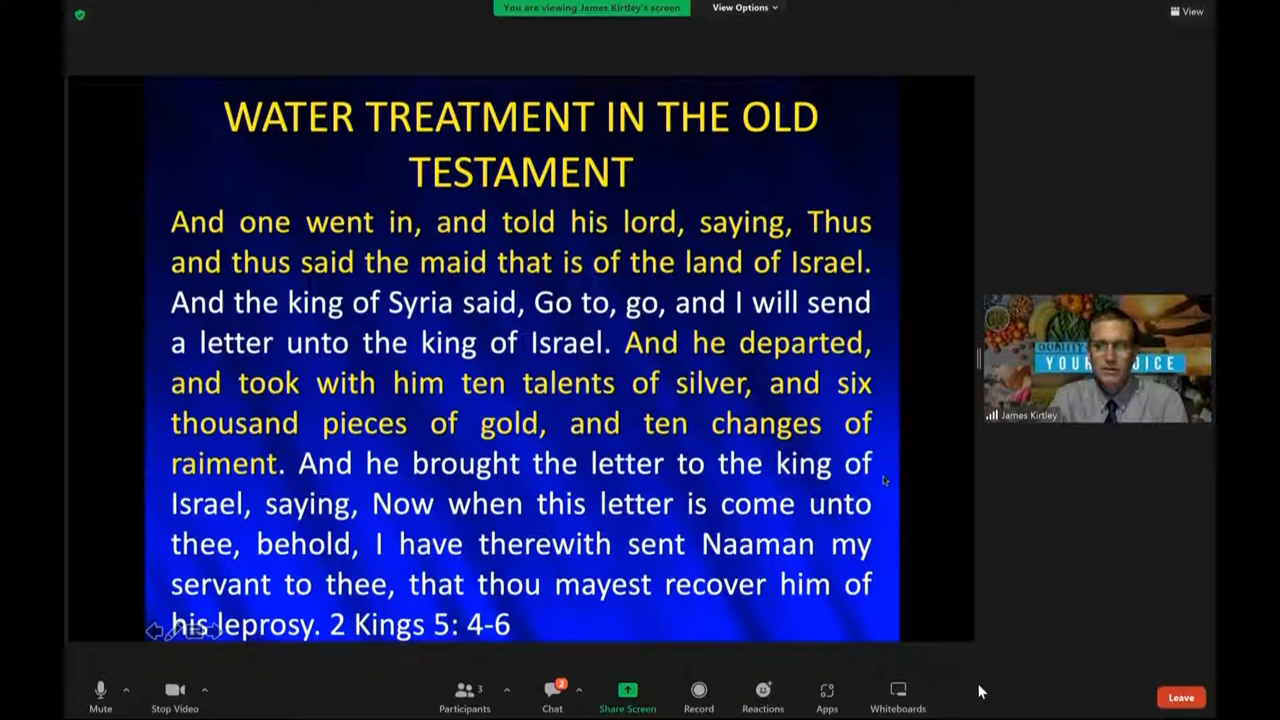 You are viewing James Kirtley's screen
View Options
View
WATER TREATMENT IN THE OLD
TESTAMENT
And one went in, and told his lord, saying, Thus
and thus said the maid that is of the land of Israel.
And the king of Syria said, Go to, go, and I will send
a letter unto the king of Israel. And he departed,
and took with him ten talents of silver, and six
thousand pieces of gold, and ten changes of
raiment. And he brought the letter to the king of
Israel, saying, Now when this letter is come unto
thee, behold, I have therewith sent Naaman my
servant to thee, that thou mayest recover him of
his leprosy. 2 Kings 5: 4-6
QUALITY
YOUR OICE
James Kirtley
Mute
Stop Video
Participants
3
Chat
2
Share Screen
Record
Reactions
Apps
Whiteboards
Leave